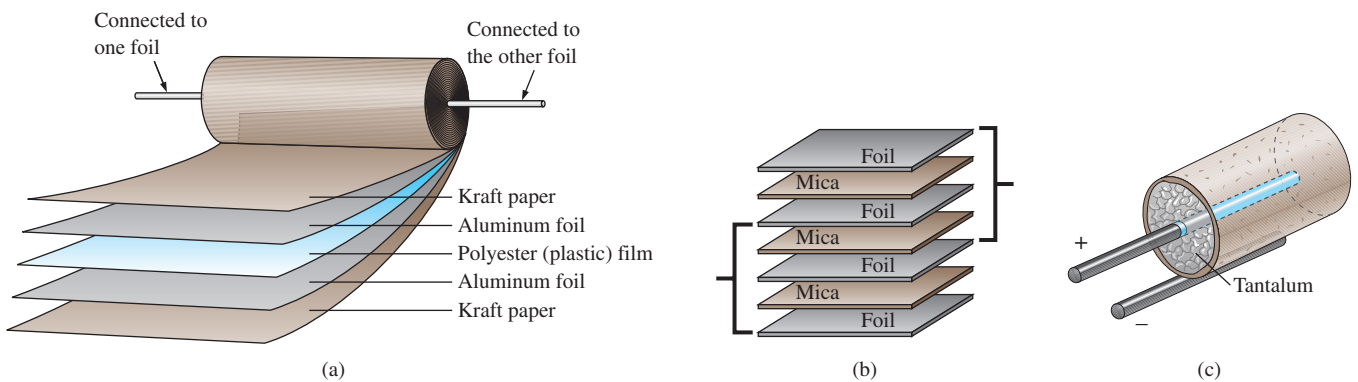 Connected to
one foil
Connected to
the other foil
Kraft paper
Aluminum foil
Polyester (plastic) film
Aluminum foil
Kraft paper
(a)
Foil
Mica
Foil
Mica
Foil
Mica
Foil
(b)
+
−
Tantalum
(c)